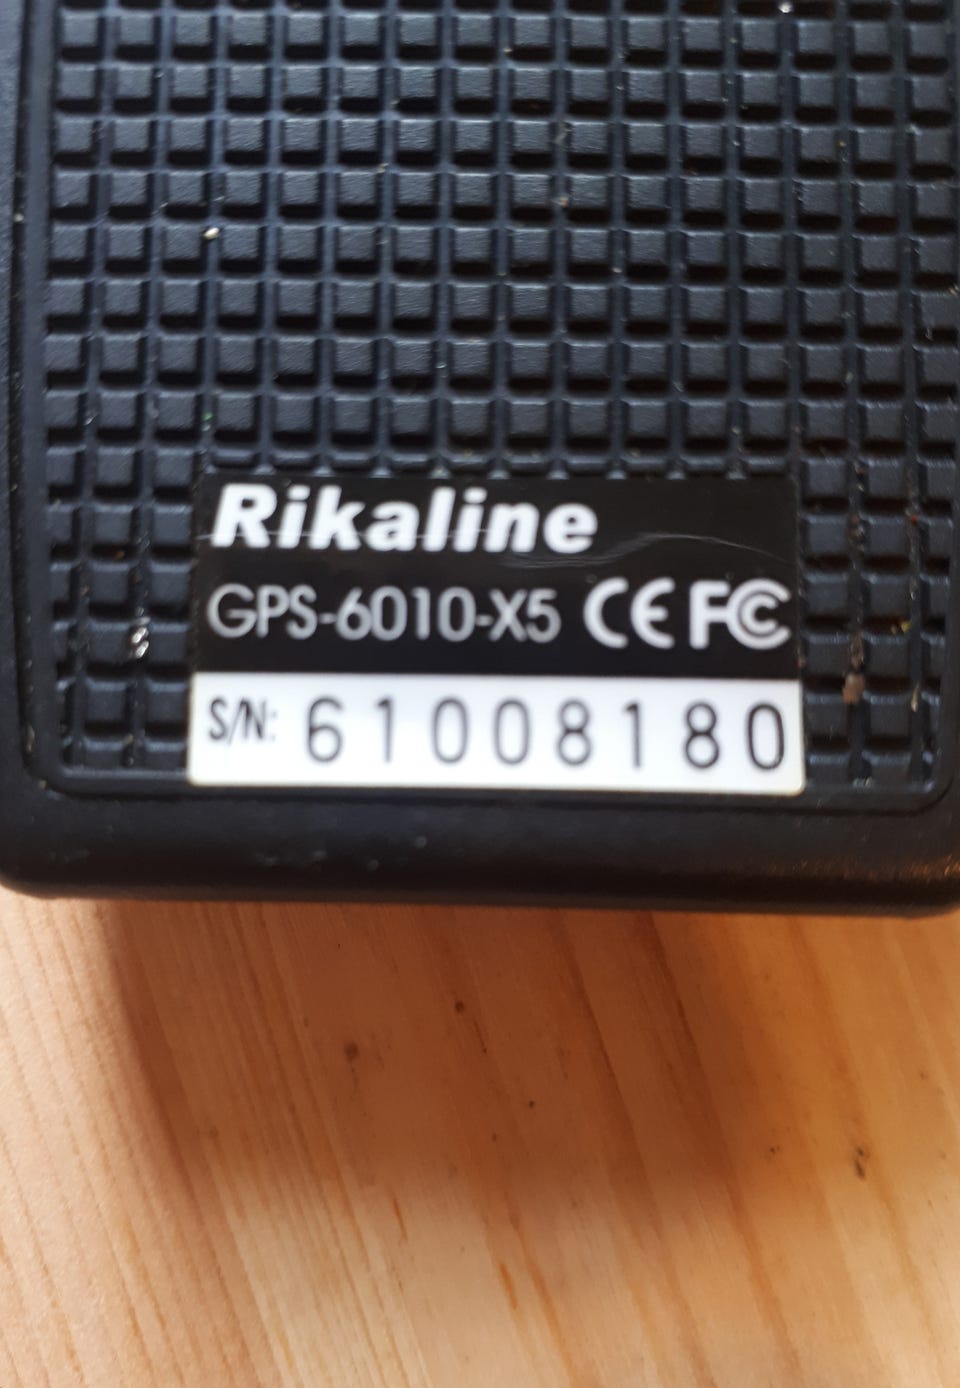 Rikaline
GPS-6010-X5 CE FC
S/N: 61008180